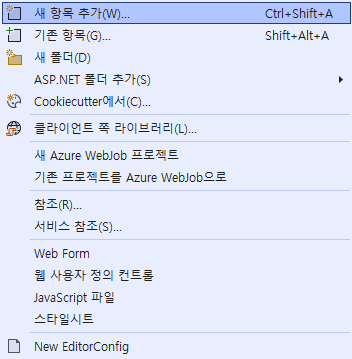 새 항목 추가(W)... Ctrl+Shift+A
기존 항목(G)... Shift+Alt+A
새 폴더(D)
ASP.NET 폴더 추가(S)
Cookiecutter에서(C)...
클라이언트 쪽 라이브러리(L)...
새 Azure WebJob 프로젝트
기존 프로젝트를 Azure WebJob으로
참조(R)...
서비스 참조(S)...
Web Form
웹 사용자 정의 컨트롤
JavaScript 파일
스타일시트
New EditorConfig